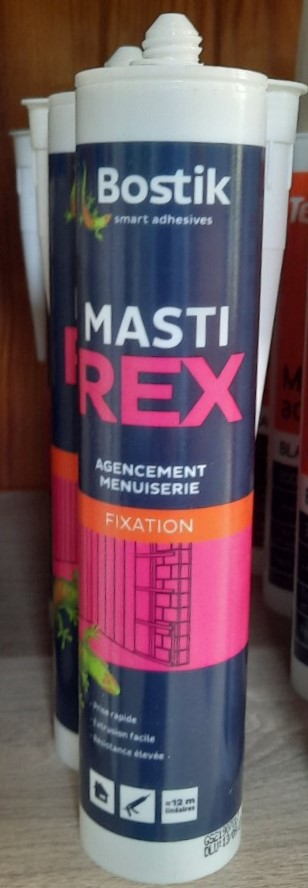 Bostik
smart adhesives
MASTI
REX
AGENCEMENT
MENUISERIE
FIXATION
- Prise rapide
- Extrusion facile
- Résistance élevée -
≈12 m
linéaires